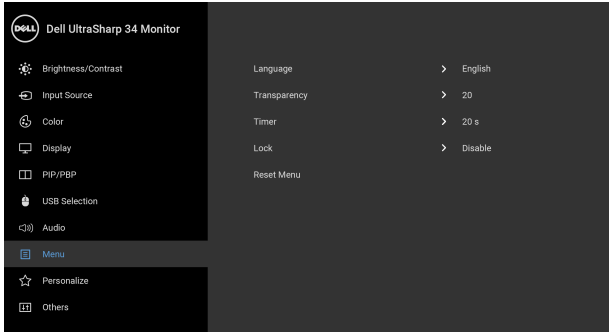 DELL Dell UltraSharp 34 Monitor
Brightness/Contrast
Input Source
Color
Display
PIP/PBP
USB Selection
Audio
Menu
Personalize
Others
Language > English
Transparency > 20
Timer > 20 s
Lock > Disable
Reset Menu